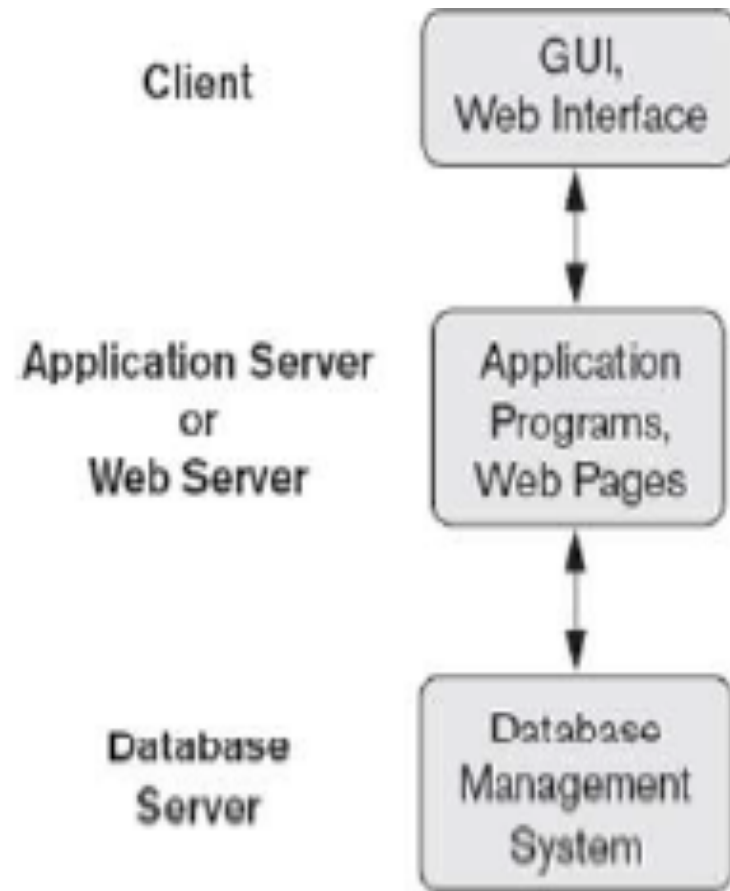 Client
GUI,
Web Interface
Application Server
or
Web Server
Application
Programs,
Web Pages
Database
Server
Database
Management
System